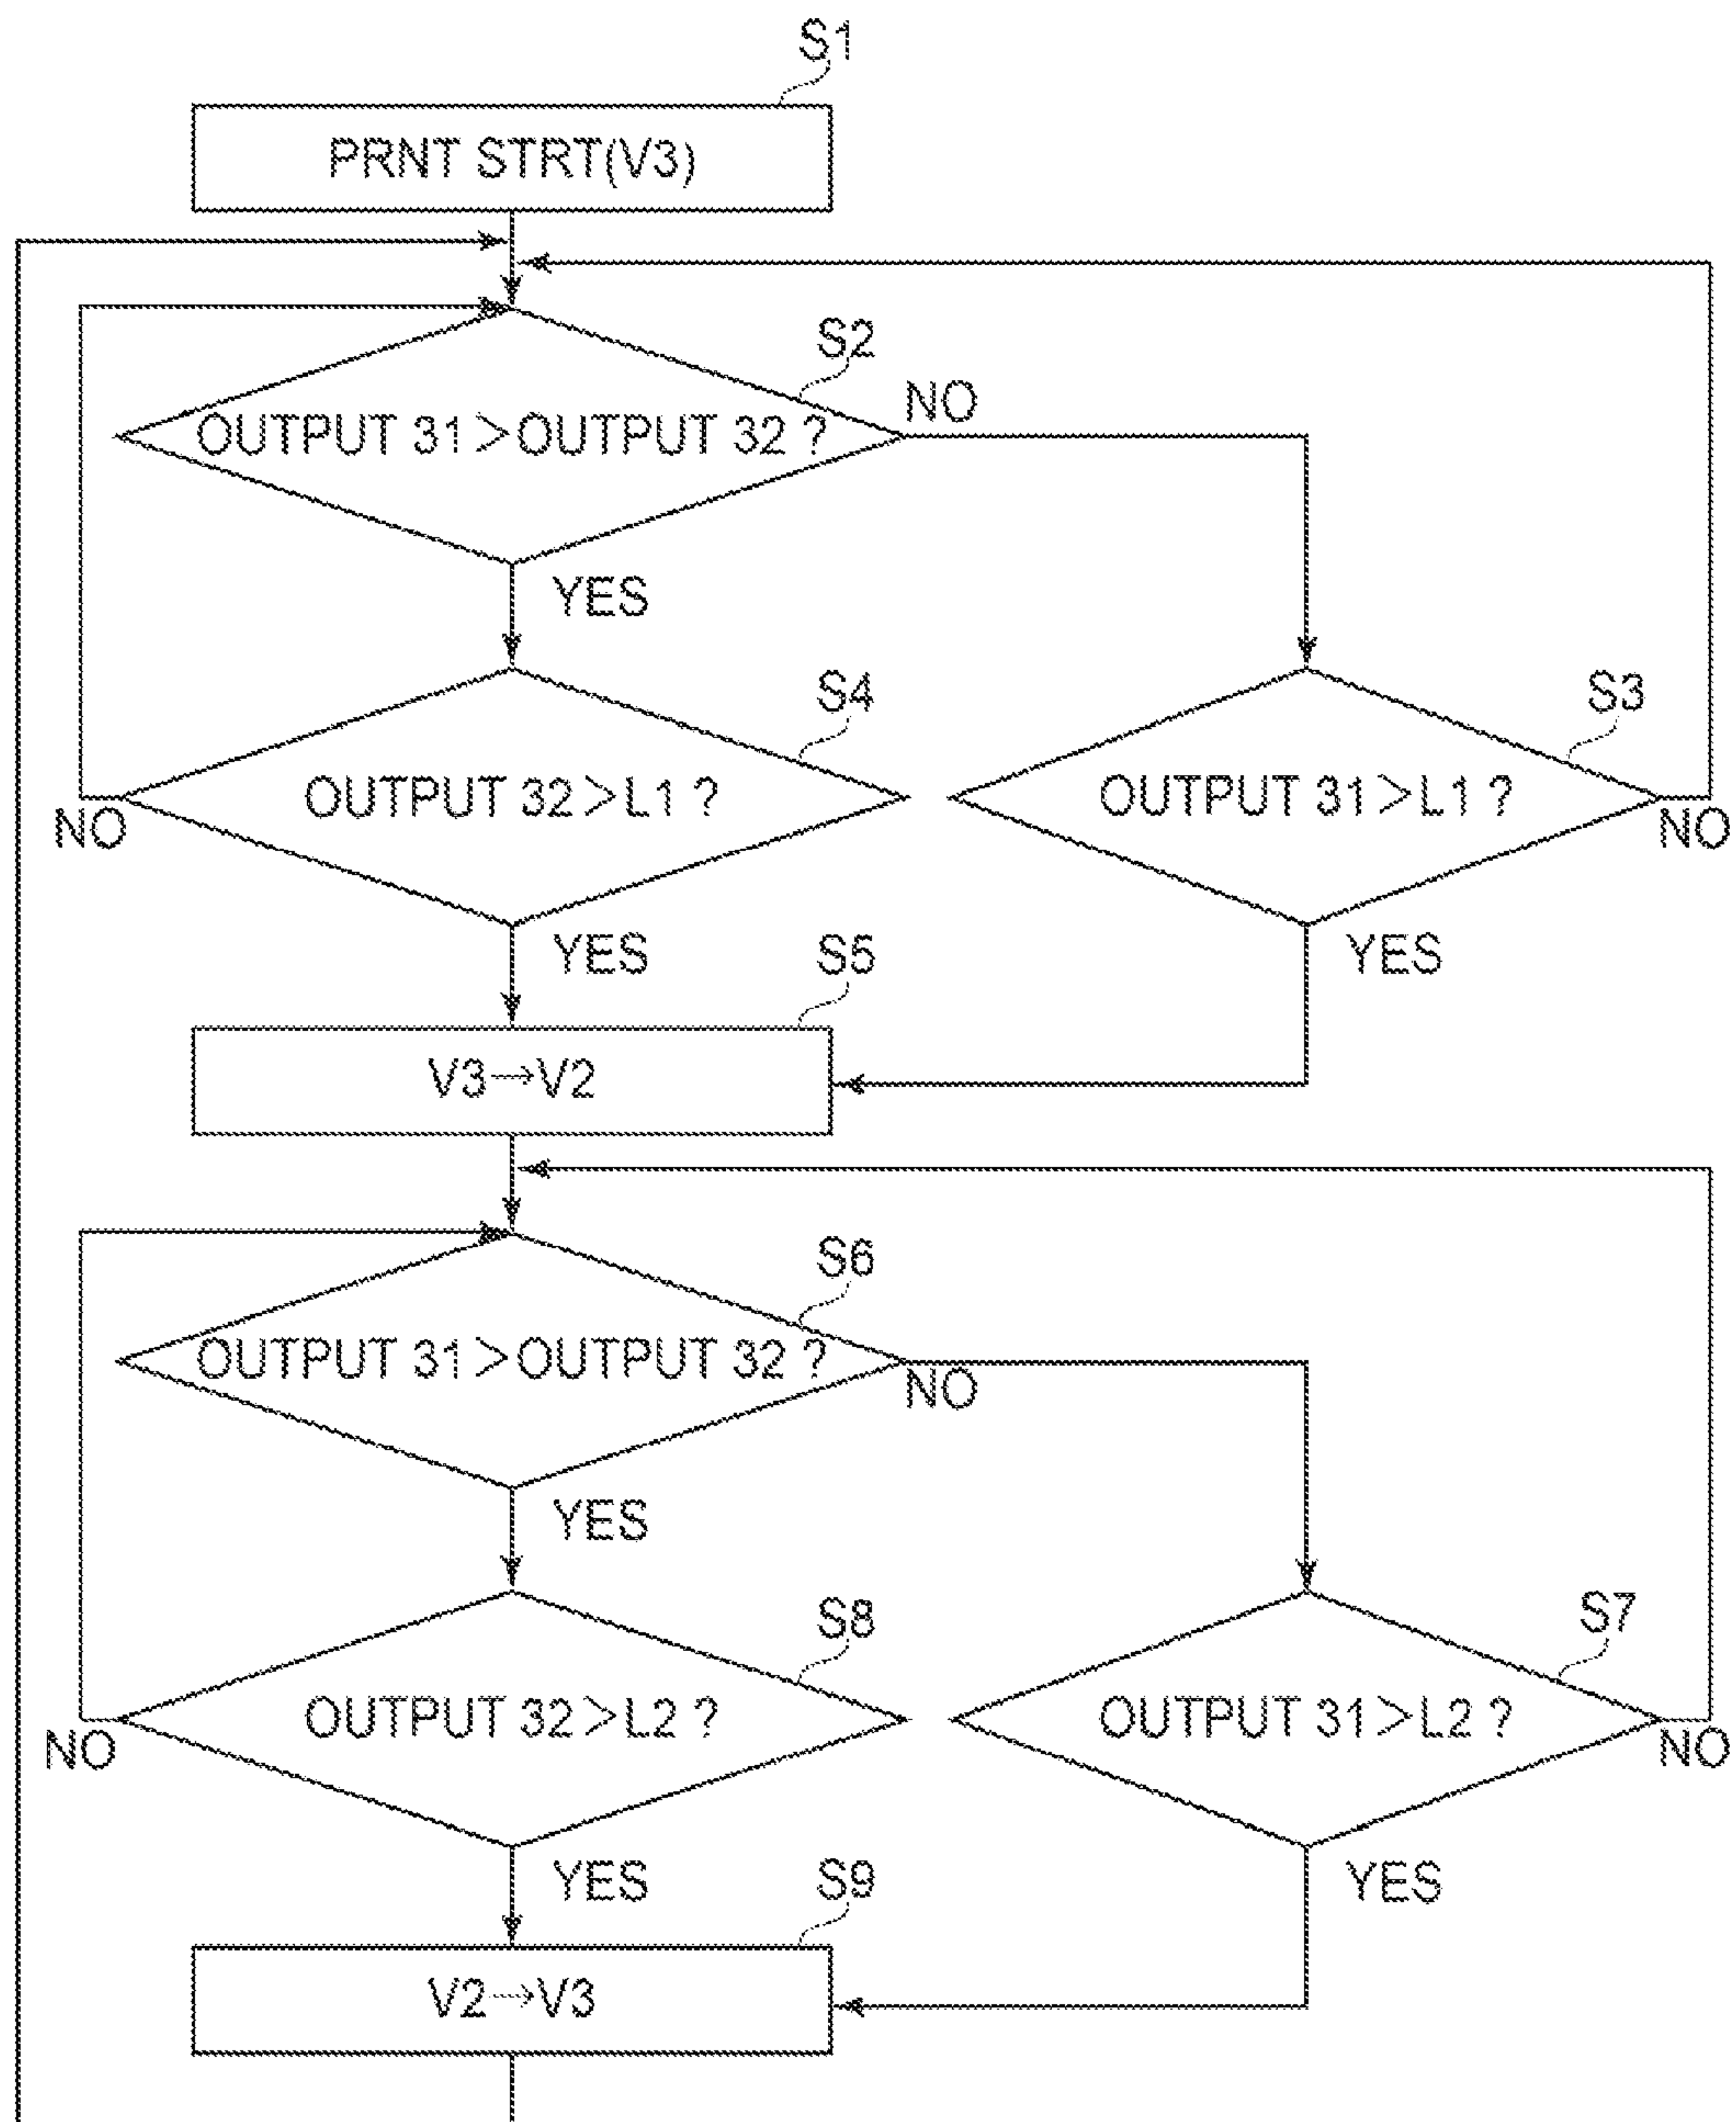 S1
PRNT STRT(V3)
S2
OUTPUT 31>OUTPUT 32 ?
NO
YES
S4
OUTPUT 32>L1 ?
NO
YES
S3
OUTPUT 31>L1 ?
NO
YES
S5
V3→V2
S6
OUTPUT 31>OUTPUT 32 ?
NO
YES
S8
OUTPUT 32>L2 ?
NO
YES
S7
OUTPUT 31>L2 ?
NO
YES
S9
V2→V3